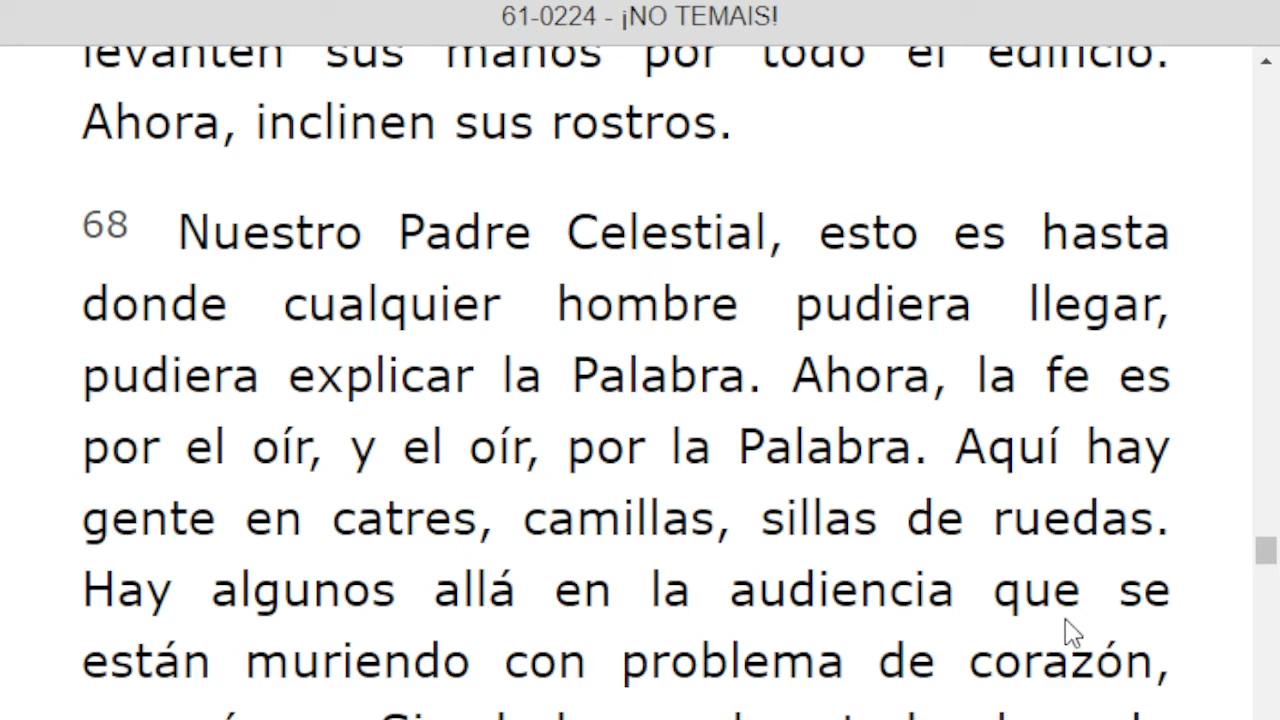 61-0224 - ¡NO TEMAIS!
levanten sus manos por todo el edificio.
Ahora, inclinen sus rostros.
68 Nuestro Padre Celestial, esto es hasta
donde cualquier hombre pudiera llegar,
pudiera explicar la Palabra. Ahora, la fe es
por el oír, y el oír, por la Palabra. Aquí hay
gente en catres, camillas, sillas de ruedas.
Hay algunos allá en la audiencia que se
están muriendo con problema de corazón,